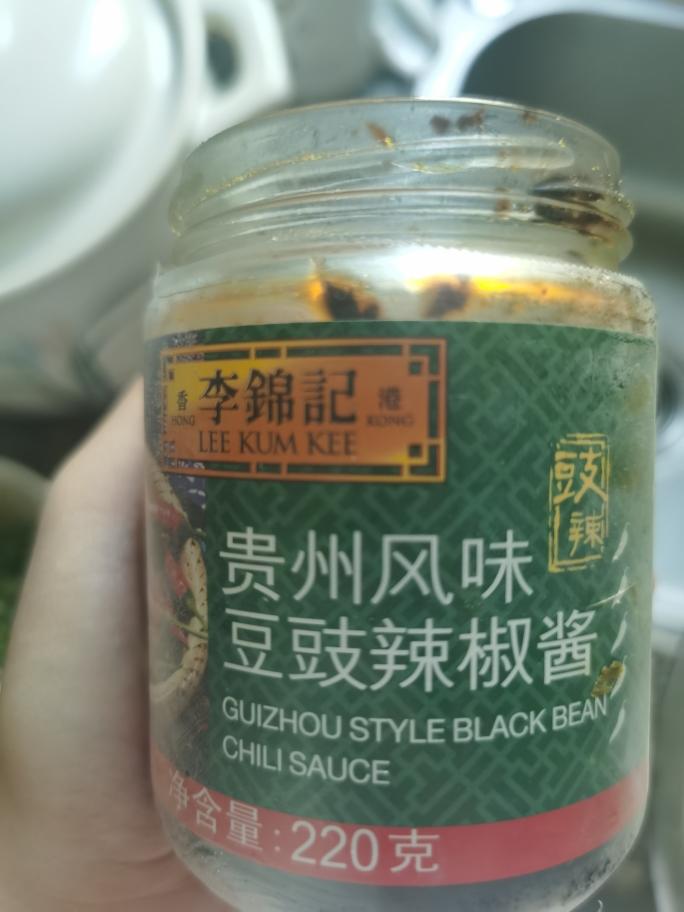 香 李錦記 港
HONG LEE KUM KEE KONG
豉辣
贵州风味
豆豉辣椒酱
GUIZHOU STYLE BLACK BEAN
CHILI SAUCE
净含量:220克